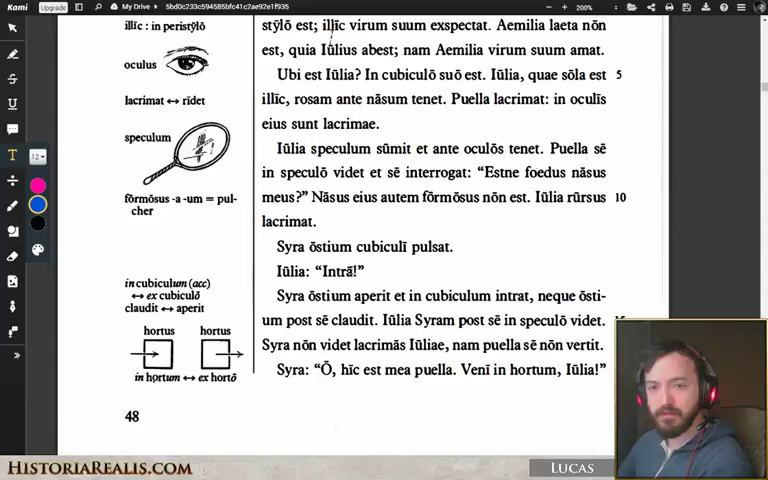 Kami
Upgrade
My Drive
5bd0c233c594585bfc41c2c2a92e1f935
200%
T
12
illīc : in peristȳlō
oculus
lacrimat ↔ rīdet
speculum
fōrmōsus -a -um = pul-
cher
in cubiculum (acc)
↔ ex cubiculō
claudit ↔ aperit
hortus hortus
in hortum ↔ ex hortō
48
stȳlō est; illīc virum suum exspectat. Aemilia laeta nōn
est, quia Iūlius abest; nam Aemilia virum suum amat.
Ubi est Iūlia? In cubiculō suō est. Iūlia, quae sōla est 5
illīc, rosam ante nāsum tenet. Puella lacrimat: in oculīs
eius sunt lacrimae.
Iūlia speculum sūmit et ante oculōs tenet. Puella sē
in speculō videt et sē interrogat: “Estne foedus nāsus
meus?” Nāsus eius autem fōrmōsus nōn est. Iūlia rūrsus 10
lacrimat.
Syra ōstium cubiculī pulsat.
Iūlia: “Intrā!”
Syra ōstium aperit et in cubiculum intrat, neque ōsti-
um post sē claudit. Iūlia Syram post sē in speculō videt.
Syra nōn videt lacrimās Iūliae, nam puella sē nōn vertit.
Syra: “Ō, hīc est mea puella. Venī in hortum, Iūlia!”
HISTORIAREALIS.COM
LUCAS